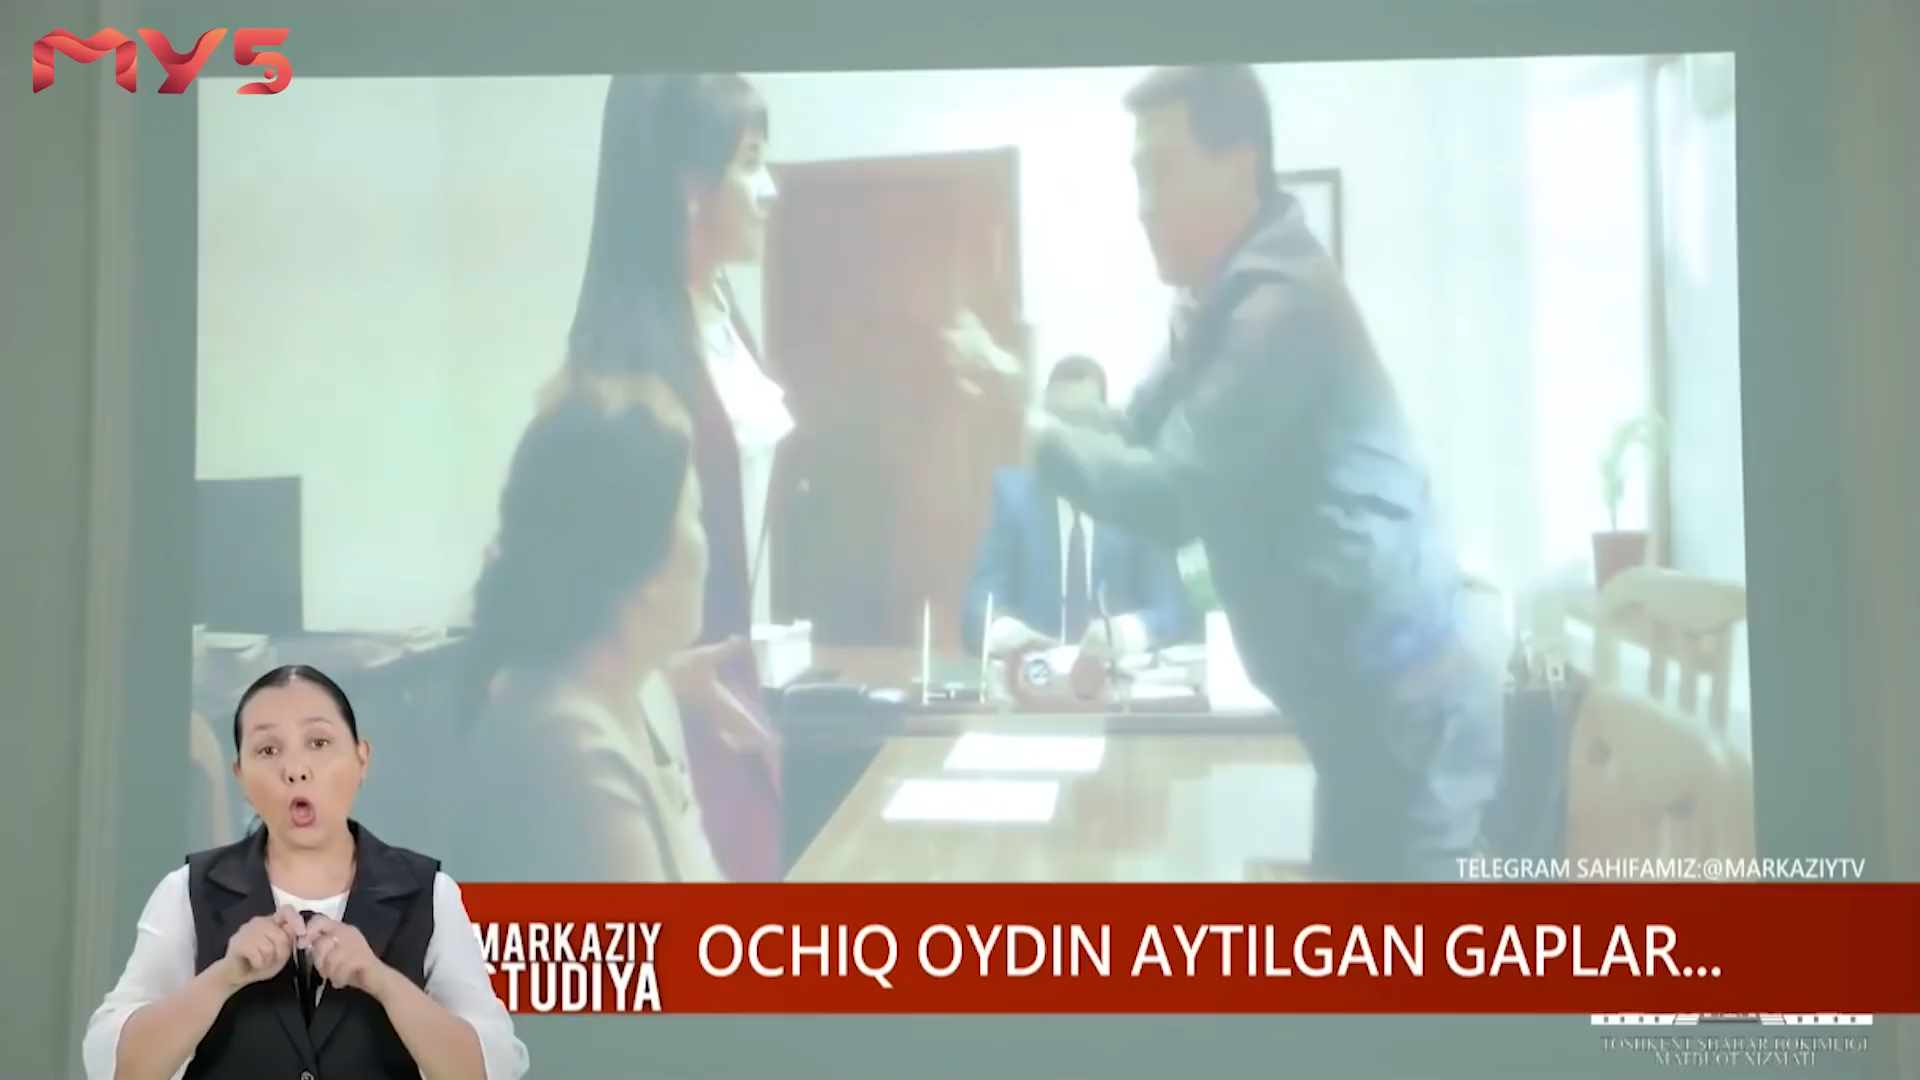 MY5
TELEGRAM SAHIFAMIZ:@MARKAZIYTV
MARKAZIY
STUDIYA
OCHIQ OYDIN AYTILGAN GAPLAR...
TOSHKENT SHAHAR HOKIMLIGI
MATBUOT XIZMATI